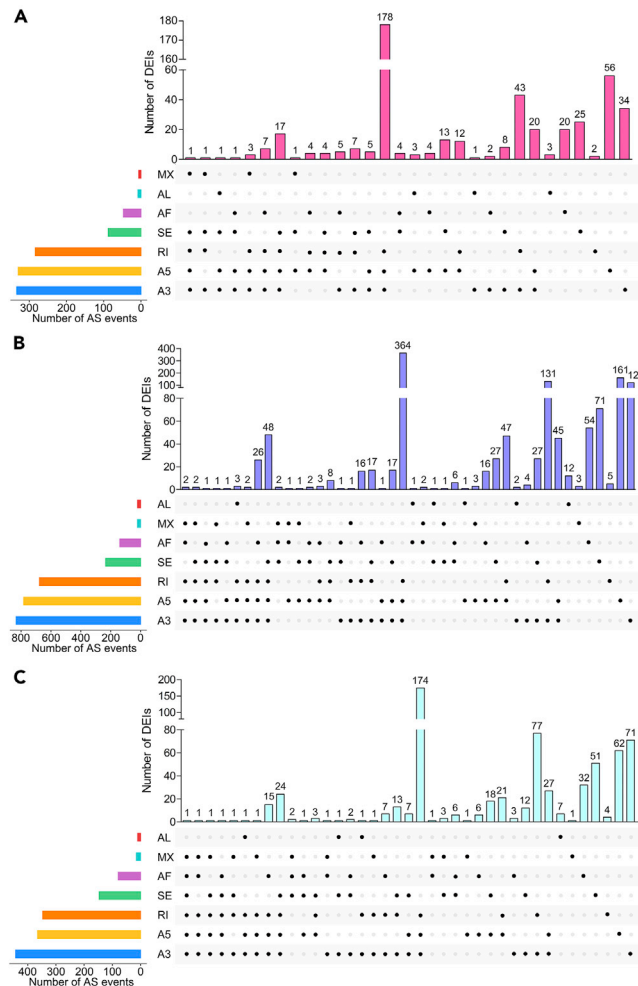 A
Number of DEIs
180
170
160
60
40
20
0
1 1 1 1 3 7 17 1 4 4 5 7 5 178 4 3 4 13 12 1 2 8 43 20 3 20 25 2 56 34
MX
AL
AF
SE
RI
A5
A3
300 200 100 0
Number of AS events
B
Number of DEIs
400
300
200
100
80
60
40
20
0
2 2 1 1 1 3 2 26 48 2 1 1 2 3 8 1 1 16 17 1 17 364 1 2 1 1 6 1 3 16 27 47 2 4 27 131 45 12 3 54 71 5 161 12
AL
MX
AF
SE
RI
A5
A3
800 600 400 200 0
Number of AS events
C
Number of DEIs
200
150
100
80
60
40
20
0
1 1 1 1 1 1 1 15 24 2 1 3 1 1 2 1 1 7 13 7 174 1 3 6 1 6 18 21 3 12 77 27 7 1 32 51 4 62 71
AL
MX
AF
SE
RI
A5
A3
400 300 200 100 0
Number of AS events